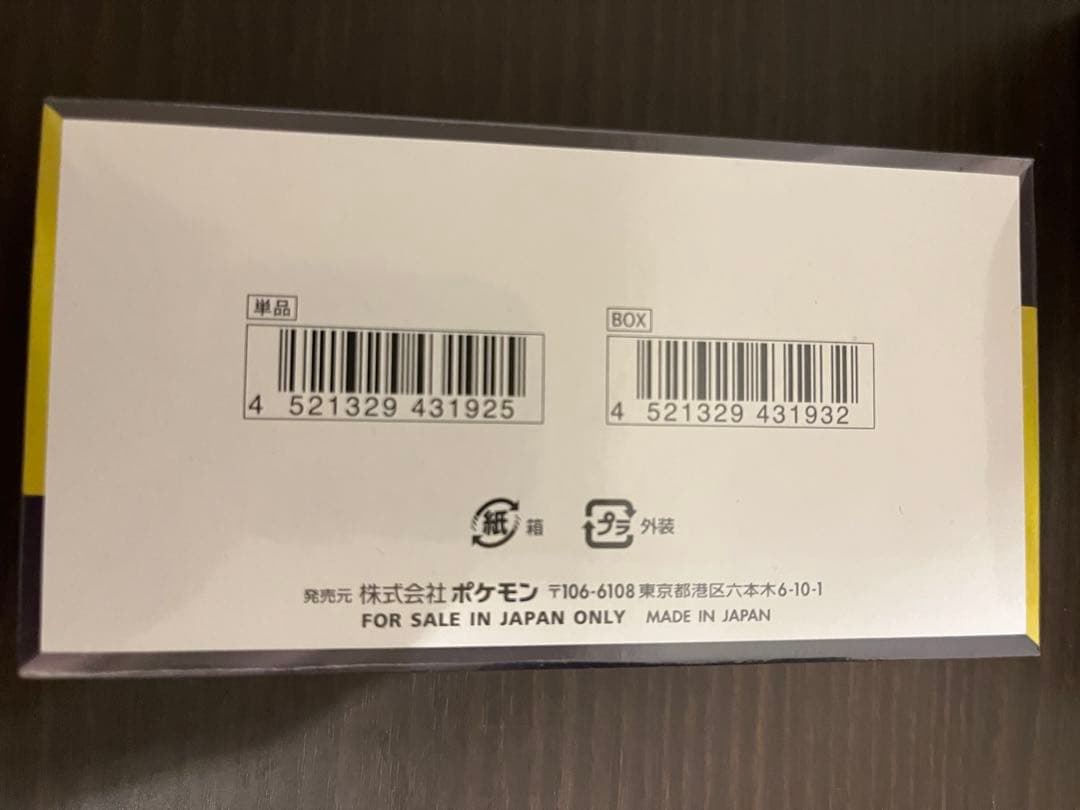 単品
BOX
4 521329 431925
4 521329 431932
紙 箱
プラ 外装
発売元 株式会社 ポケモン 〒106-6108 東京都港区六本木6-10-1
FOR SALE IN JAPAN ONLY MADE IN JAPAN